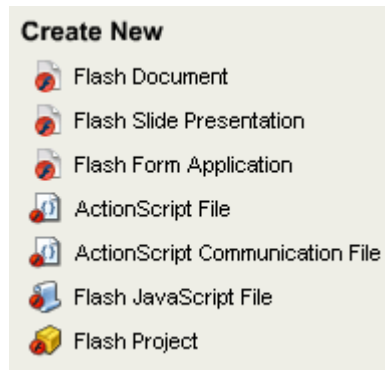 Create New
Flash Document
Flash Slide Presentation
Flash Form Application
ActionScript File
ActionScript Communication File
Flash JavaScript File
Flash Project